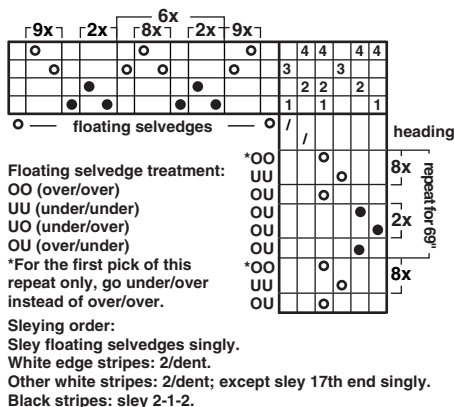 6x
9x 2x 8x 2x 9x
4 4 4 4
3 3
2 2 2
1 1 1
floating selvedges / /
heading
Floating selvedge treatment:
OO (over/over)
UU (under/under)
UO (under/over)
OU (over/under)
*For the first pick of this
repeat only, go under/over
instead of over/over.
*OO
UU
OU
OU
OU
OU
*OO
UU
OU
8x
2x
8x
repeat for 69"
Sleying order:
Sley floating selvedges singly.
White edge stripes: 2/dent.
Other white stripes: 2/dent; except sley 17th end singly.
Black stripes: sley 2-1-2.